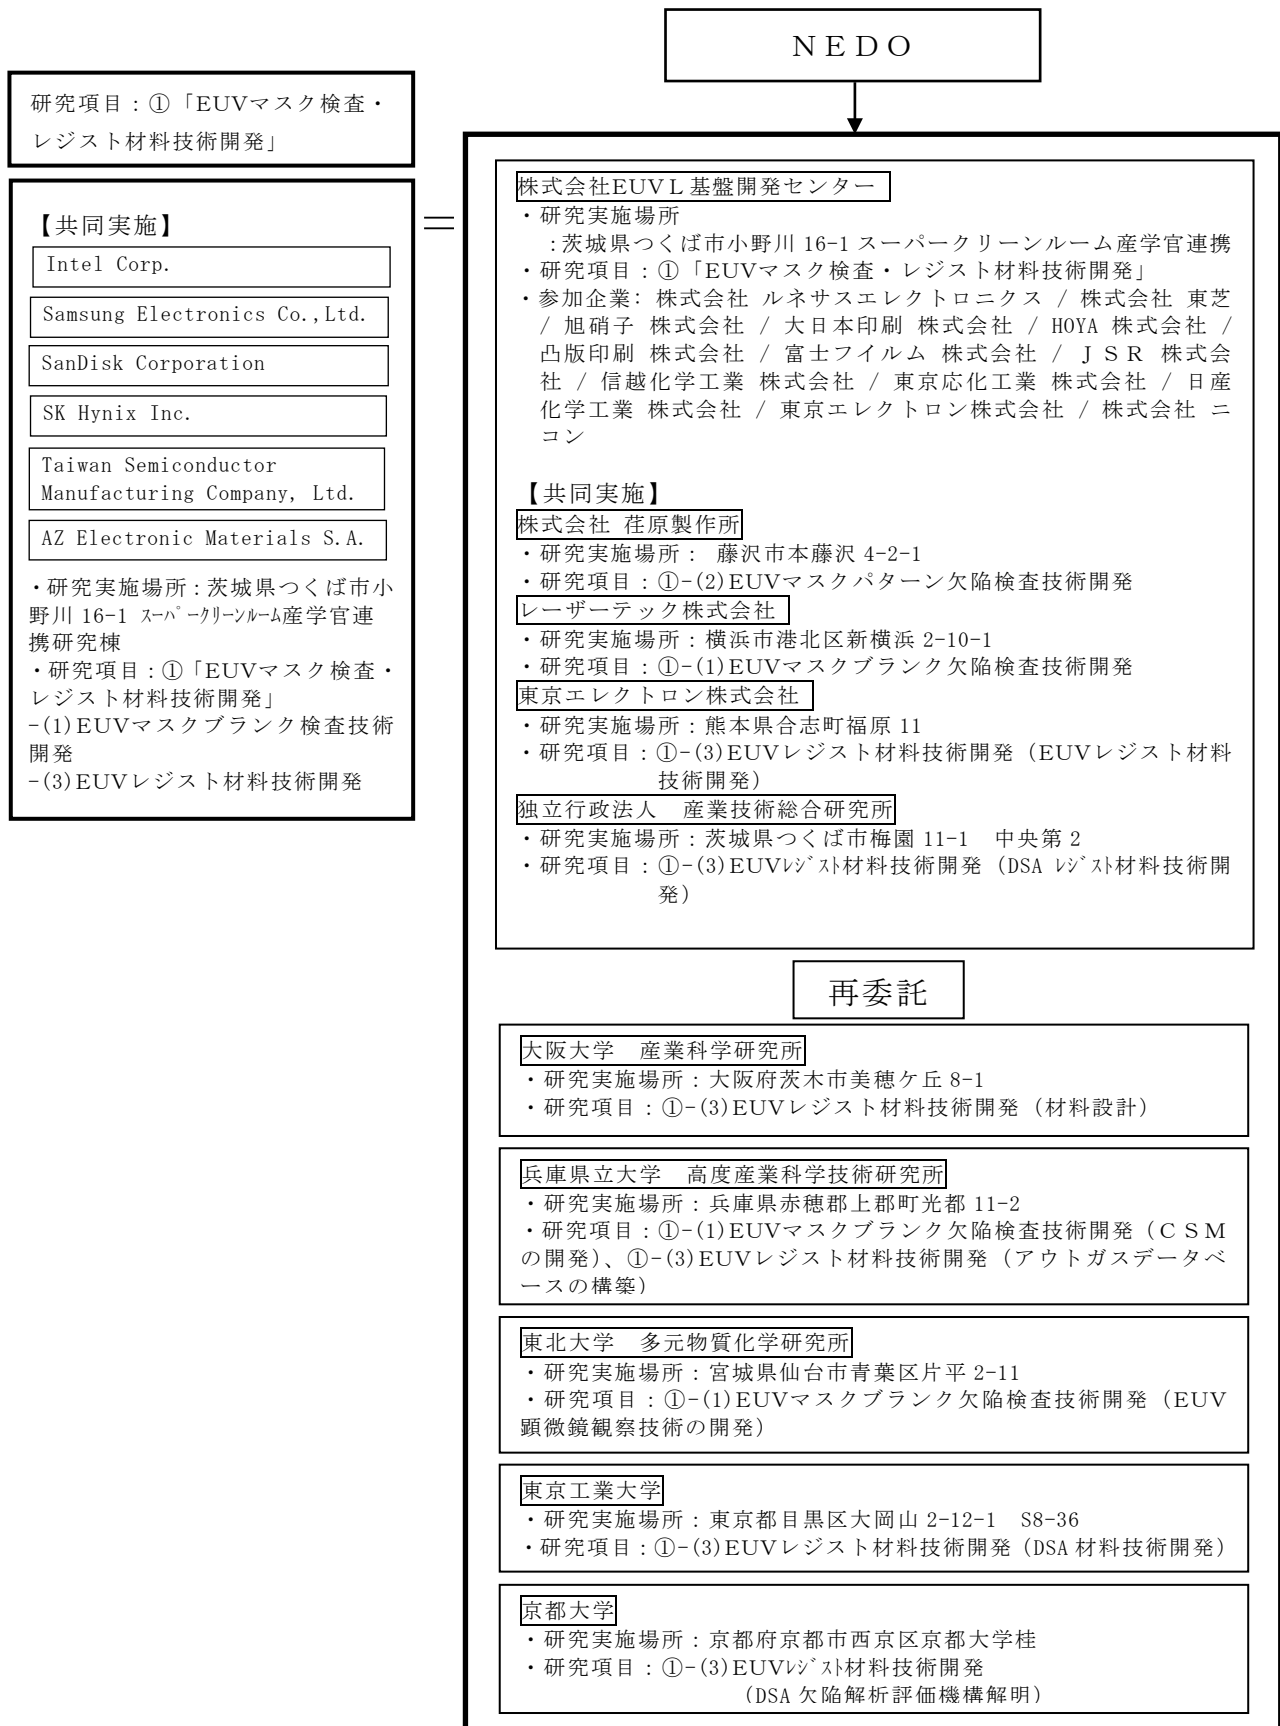 ＮＥＤＯ
研究項目：①「EUVマスク検査・
レジスト材料技術開発」
【共同実施】
Intel Corp.
Samsung Electronics Co.,Ltd.
SanDisk Corporation
SK Hynix Inc.
Taiwan Semiconductor
Manufacturing Company, Ltd.
AZ Electronic Materials S.A.
・研究実施場所：茨城県つくば市小
野川 16-1 ｽｰﾊﾟｰｸﾘｰﾝﾙｰﾑ産学官連
携研究棟
・研究項目：①「EUVマスク検査・
レジスト材料技術開発」
-(1)EUVマスクブランク検査技術
開発
-(3)EUVレジスト材料技術開発
＝
株式会社EUVＬ基盤開発センター
・研究実施場所
：茨城県つくば市小野川 16-1 スーパークリーンルーム産学官連携
・研究項目：①「EUVマスク検査・レジスト材料技術開発」
・参加企業：株式会社 ルネサスエレクトロニクス / 株式会社 東芝
/ 旭硝子 株式会社 / 大日本印刷 株式会社 / HOYA 株式会社 /
凸版印刷 株式会社 / 富士フイルム 株式会社 / ＪＳＲ 株式会
社 / 信越化学工業 株式会社 / 東京応化工業 株式会社 / 日産
化学工業 株式会社 / 東京エレクトロン株式会社 / 株式会社 ニ
コン
【共同実施】
株式会社 荏原製作所
・研究実施場所： 藤沢市本藤沢 4-2-1
・研究項目：①-(2)EUVマスクパターン欠陥検査技術開発
レーザーテック株式会社
・研究実施場所：横浜市港北区新横浜 2-10-1
・研究項目：①-(1)EUVマスクブランク欠陥検査技術開発
東京エレクトロン株式会社
・研究実施場所：熊本県合志町福原 11
・研究項目：①-(3)EUVレジスト材料技術開発（EUVレジスト材料
技術開発）
独立行政法人　産業技術総合研究所
・研究実施場所：茨城県つくば市梅園 11-1　中央第 2
・研究項目：①-(3)EUVﾚｼﾞｽﾄ材料技術開発（DSA ﾚｼﾞｽﾄ材料技術開
発）
再委託
大阪大学　産業科学研究所
・研究実施場所：大阪府茨木市美穂ケ丘 8-1
・研究項目：①-(3)EUVレジスト材料技術開発（材料設計）
兵庫県立大学　高度産業科学技術研究所
・研究実施場所：兵庫県赤穂郡上郡町光都 11-2
・研究項目：①-(1)EUVマスクブランク欠陥検査技術開発（ＣＳＭ
の開発）、①-(3)EUVレジスト材料技術開発（アウトガスデータベ
ースの構築）
東北大学　多元物質化学研究所
・研究実施場所：宮城県仙台市青葉区片平 2-11
・研究項目：①-(1)EUVマスクブランク欠陥検査技術開発（EUV
顕微鏡観察技術の開発）
東京工業大学
・研究実施場所：東京都目黒区大岡山 2-12-1　S8-36
・研究項目：①-(3)EUVレジスト材料技術開発（DSA 材料技術開発）
京都大学
・研究実施場所：京都府京都市西京区京都大学桂
・研究項目：①-(3)EUVﾚｼﾞｽﾄ材料技術開発
（DSA 欠陥解析評価機構解明）